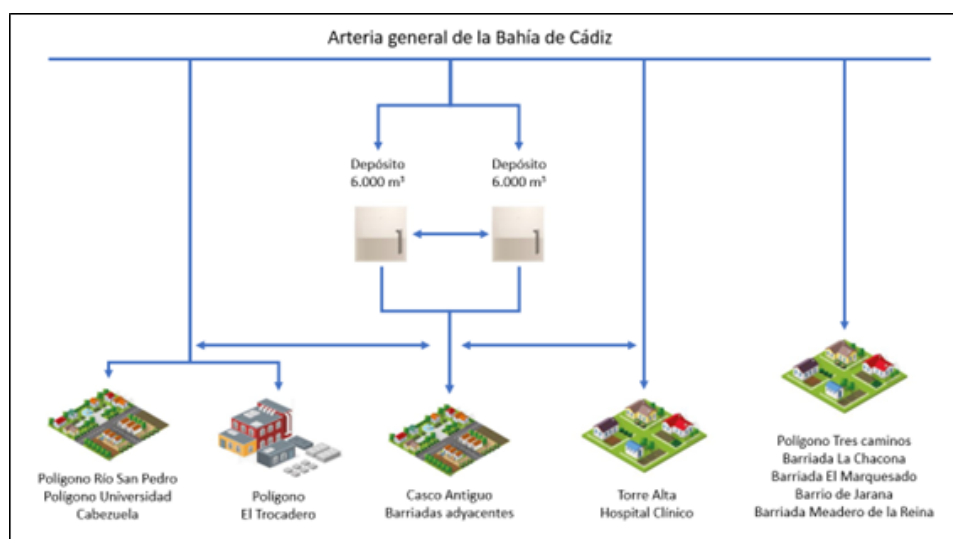 Arteria general de la Bahía de Cádiz
Depósito
6.000 m³
Depósito
6.000 m³
Polígono Río San Pedro
Polígono Universidad
Cabezuela
Polígono
El Trocadero
Casco Antiguo
Barriadas adyacentes
Torre Alta
Hospital Clínico
Polígono Tres caminos
Barriada La Chacona
Barriada El Marquesado
Barrio de Jarana
Barriada Meadero de la Reina